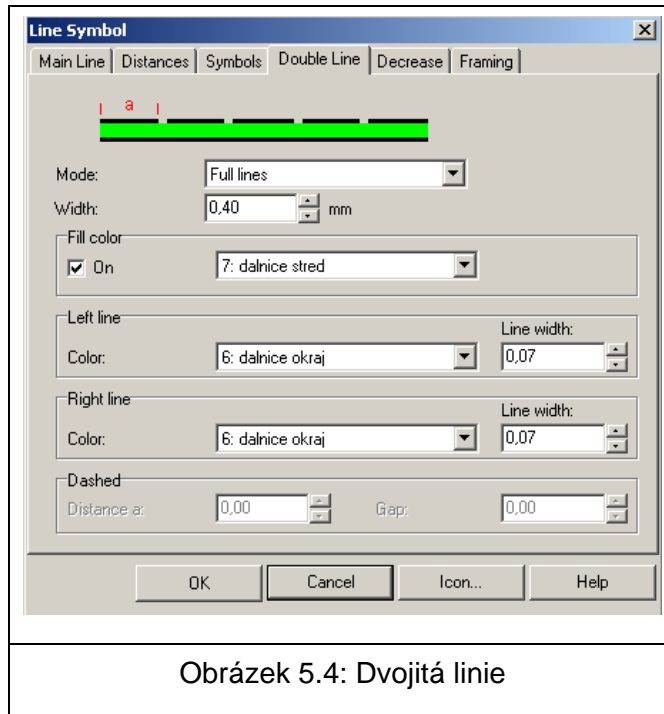 Line Symbol
Main Line Distances Symbols Double Line Decrease Framing
a
Mode: Full lines
Width: 0,40 mm
Fill color
On 7: dalnice stred
Left line
Line width:
Color: 6: dalnice okraj 0,07
Right line
Line width:
Color: 6: dalnice okraj 0,07
Dashed
Distance a: 0,00 Gap: 0,00
OK Cancel Icon... Help
Obrázek 5.4: Dvojitá linie